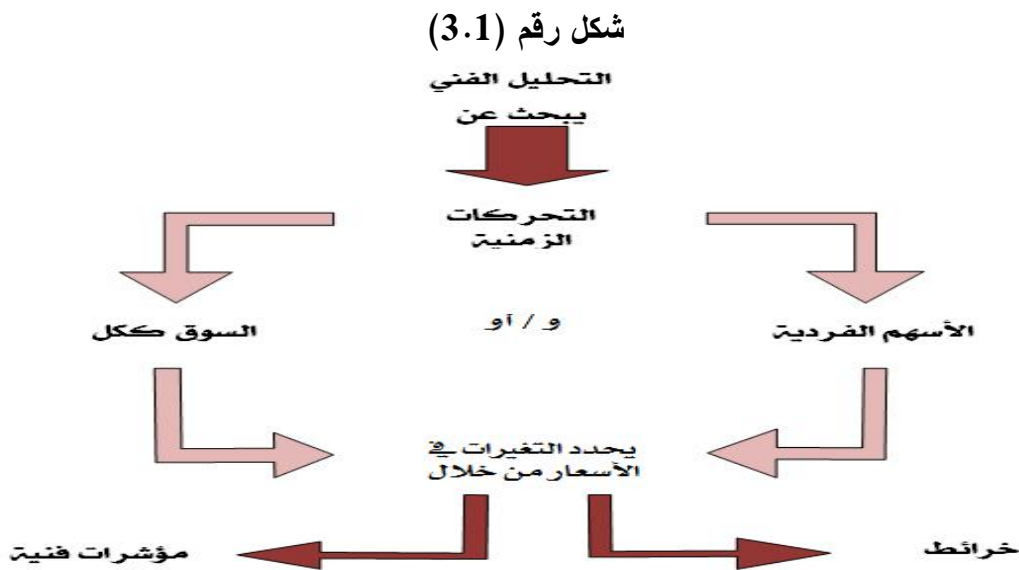 شكل رقم (3.1)
التحليل الفني
يبحث عن
التحركات
الزمنية
الأسهم الفردية
و / أو
السوق ككل
يحدد التغيرات في
الأسعار من خلال
خرائط
مؤشرات فنية